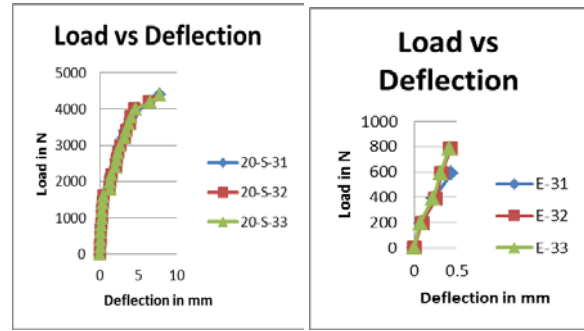 Load vs Deflection
Load in N
5000
4000
3000
2000
1000
0
0 5 10
Deflection in mm
20-S-31
20-S-32
20-S-33
Load vs
Deflection
Load in N
1000
800
600
400
200
0
0 0.5
Deflection in mm
E-31
E-32
E-33